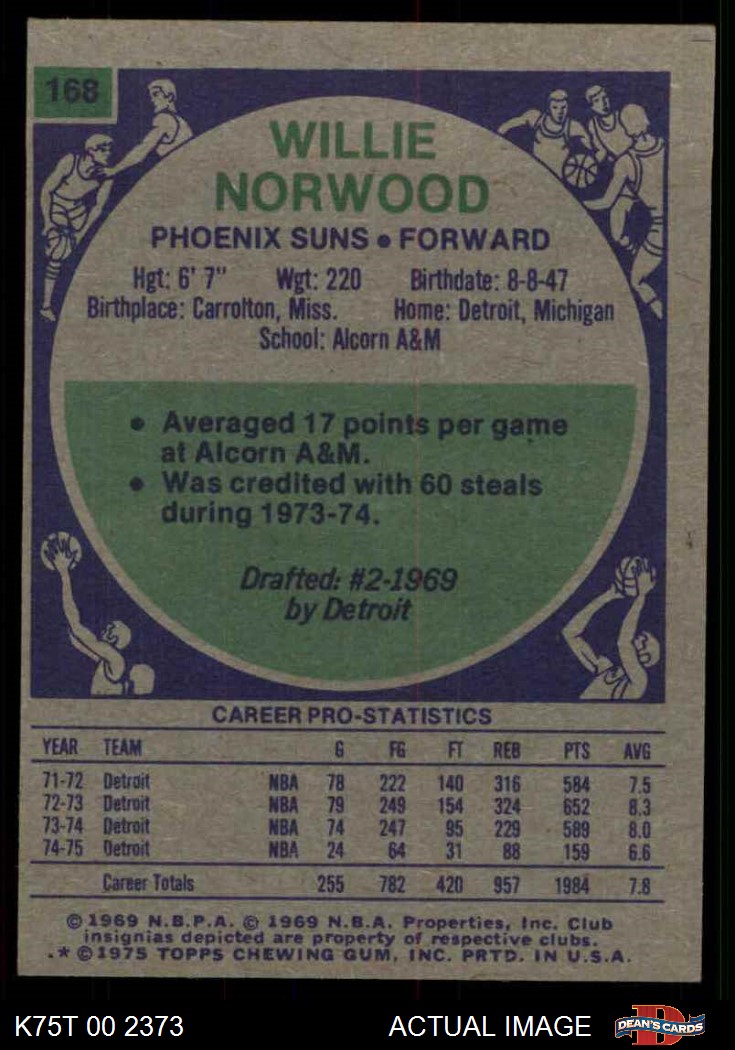 168
WILLIE
NORWOOD
PHOENIX SUNS • FORWARD
Hgt: 6' 7" Wgt: 220 Birthdate: 8-8-47
Birthplace: Carrolton, Miss. Home: Detroit, Michigan
School: Alcorn A&M
• Averaged 17 points per game
at Alcorn A&M.
• Was credited with 60 steals
during 1973-74.
Drafted: #2-1969
by Detroit
CAREER PRO-STATISTICS
YEAR TEAM G FG FT REB PTS AVG
71-72 Detroit NBA 78 222 140 316 584 7.5
72-73 Detroit NBA 79 249 154 324 652 8.3
73-74 Detroit NBA 74 247 95 229 589 8.0
74-75 Detroit NBA 24 64 31 88 159 6.6
Career Totals 255 782 420 957 1984 7.8
© 1969 N.B.P.A. © 1969 N.B.A. Properties, Inc. Club
insignias depicted are property of respective clubs.
.* © 1975 TOPPS CHEWING GUM, INC. PRTD. IN U.S.A.
K75T 00 2373 ACTUAL IMAGE DEAN'S CARDS